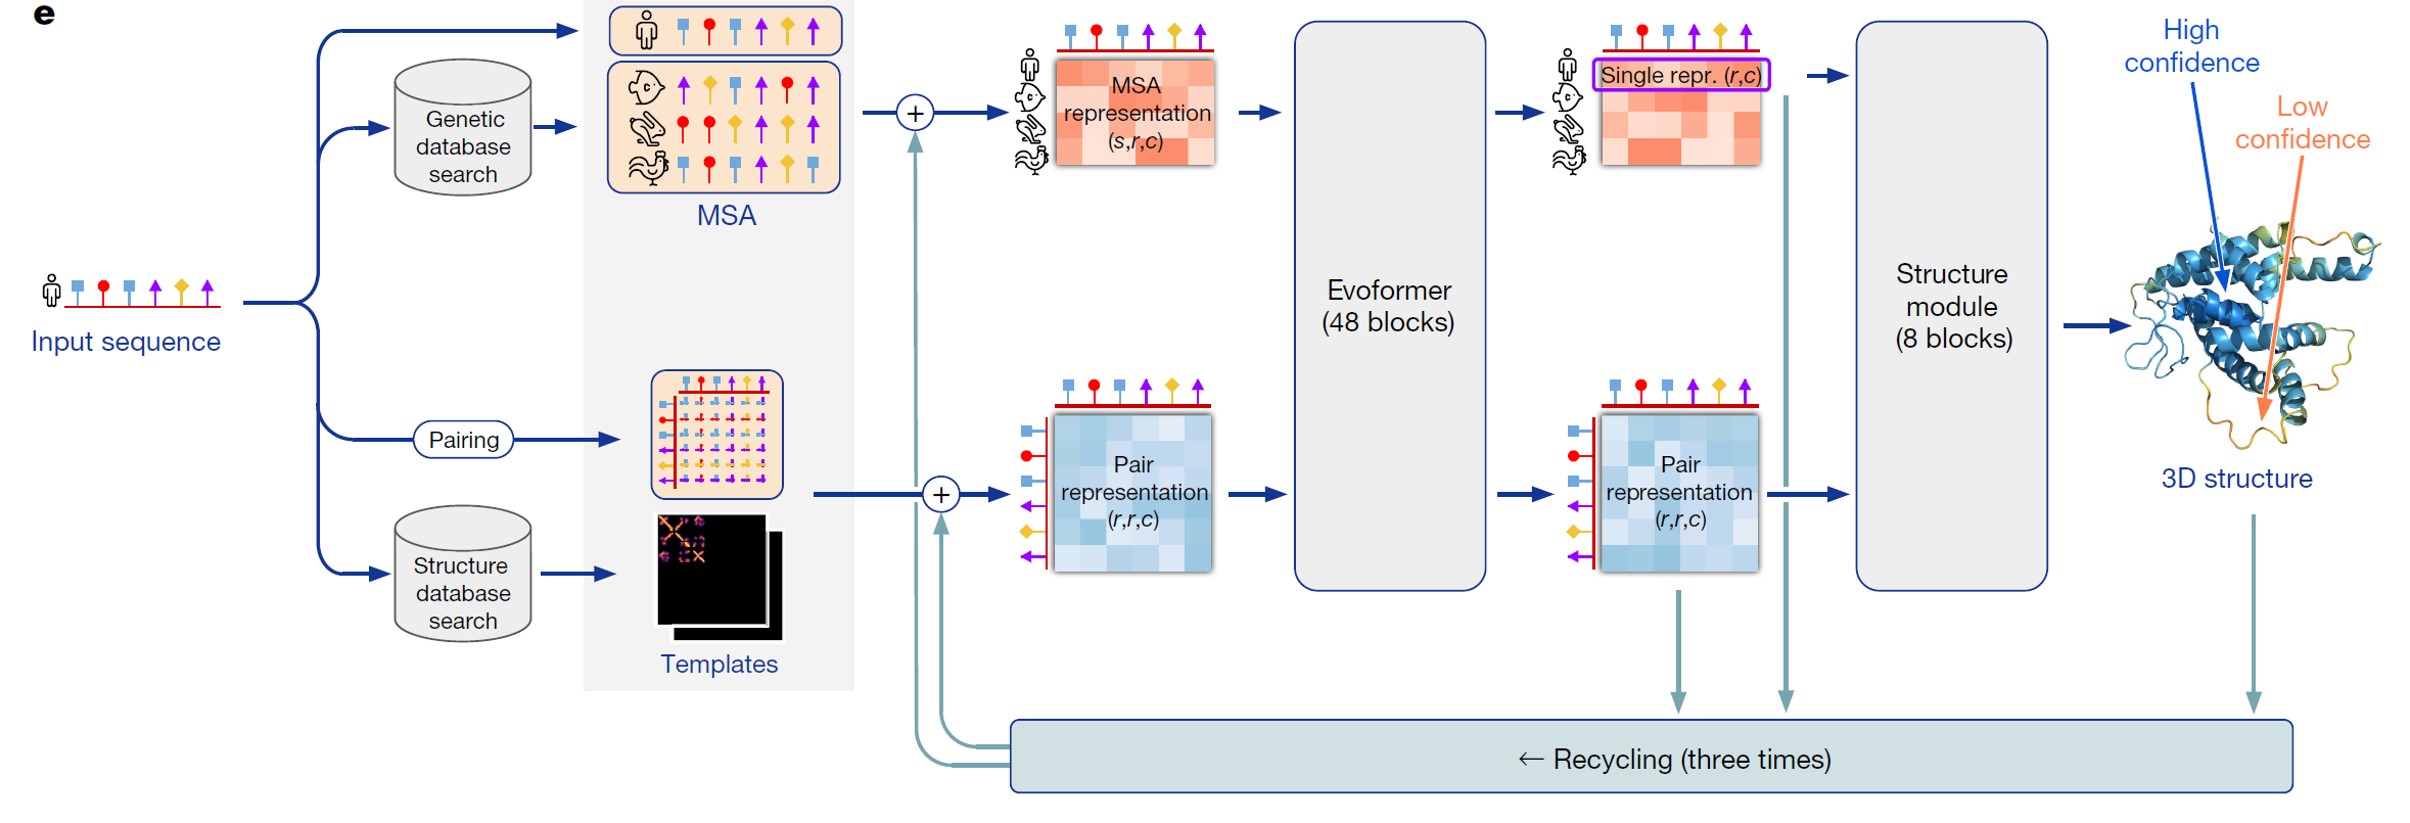 e
Input sequence
Genetic
database
search
Pairing
Structure
database
search
MSA
Templates
+
+
MSA
representation
(s,r,c)
Pair
representation
(r,r,c)
Evoformer
(48 blocks)
Single repr. (r,c)
Pair
representation
(r,r,c)
Structure
module
(8 blocks)
High
confidence
Low
confidence
3D structure
← Recycling (three times)